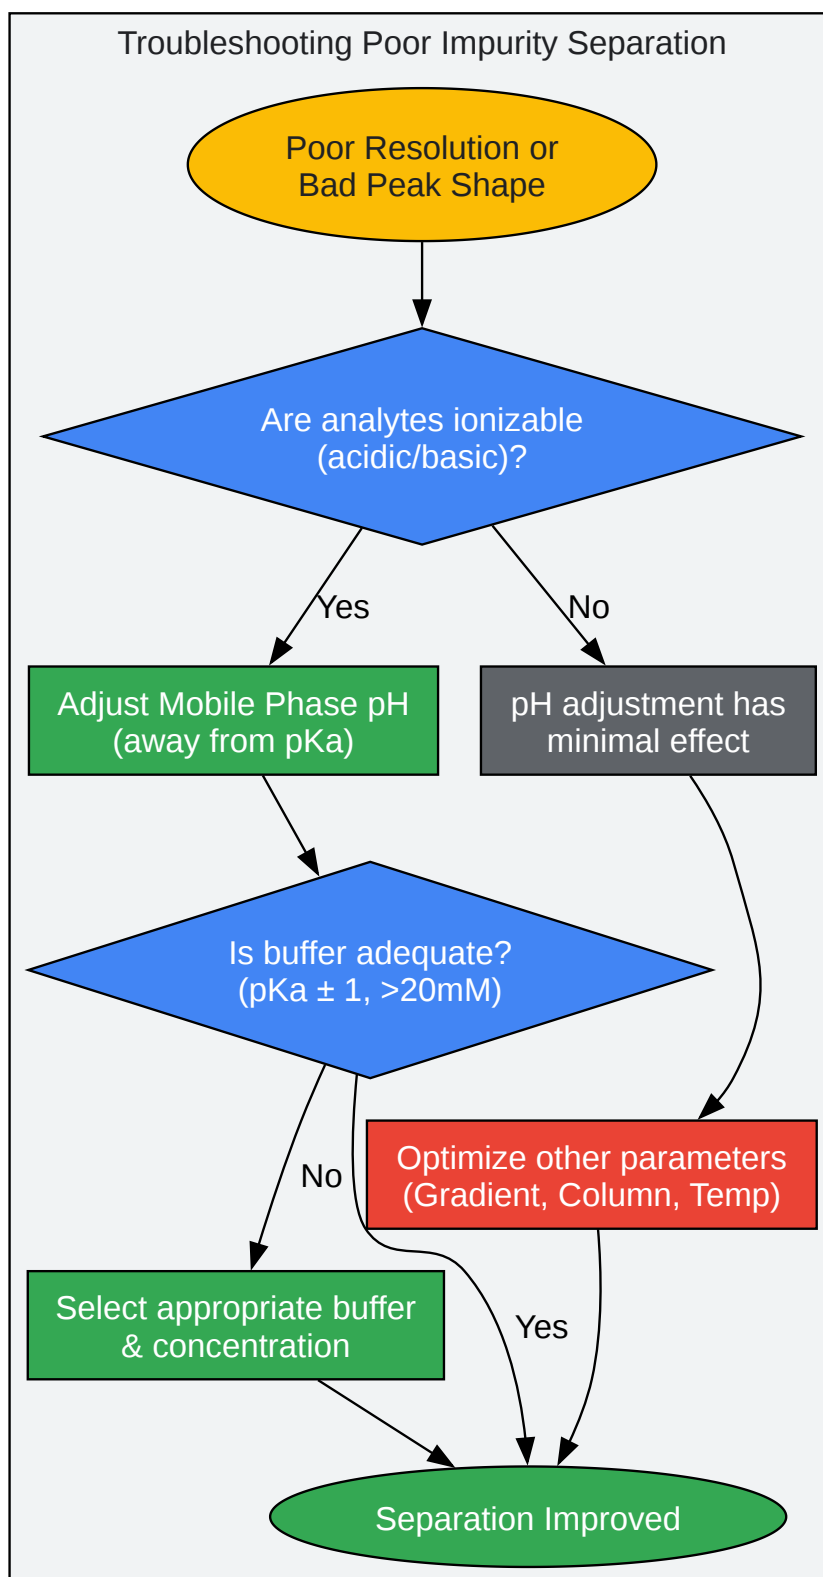 Troubleshooting Poor Impurity Separation
Poor Resolution or
Bad Peak Shape
Are analytes ionizable
(acidic/basic)?
Yes
No
Adjust Mobile Phase pH
(away from pKa)
pH adjustment has
minimal effect
Is buffer adequate?
(pKa ± 1, >20mM)
No
Optimize other parameters
(Gradient, Column, Temp)
Select appropriate buffer
& concentration
Yes
Separation Improved